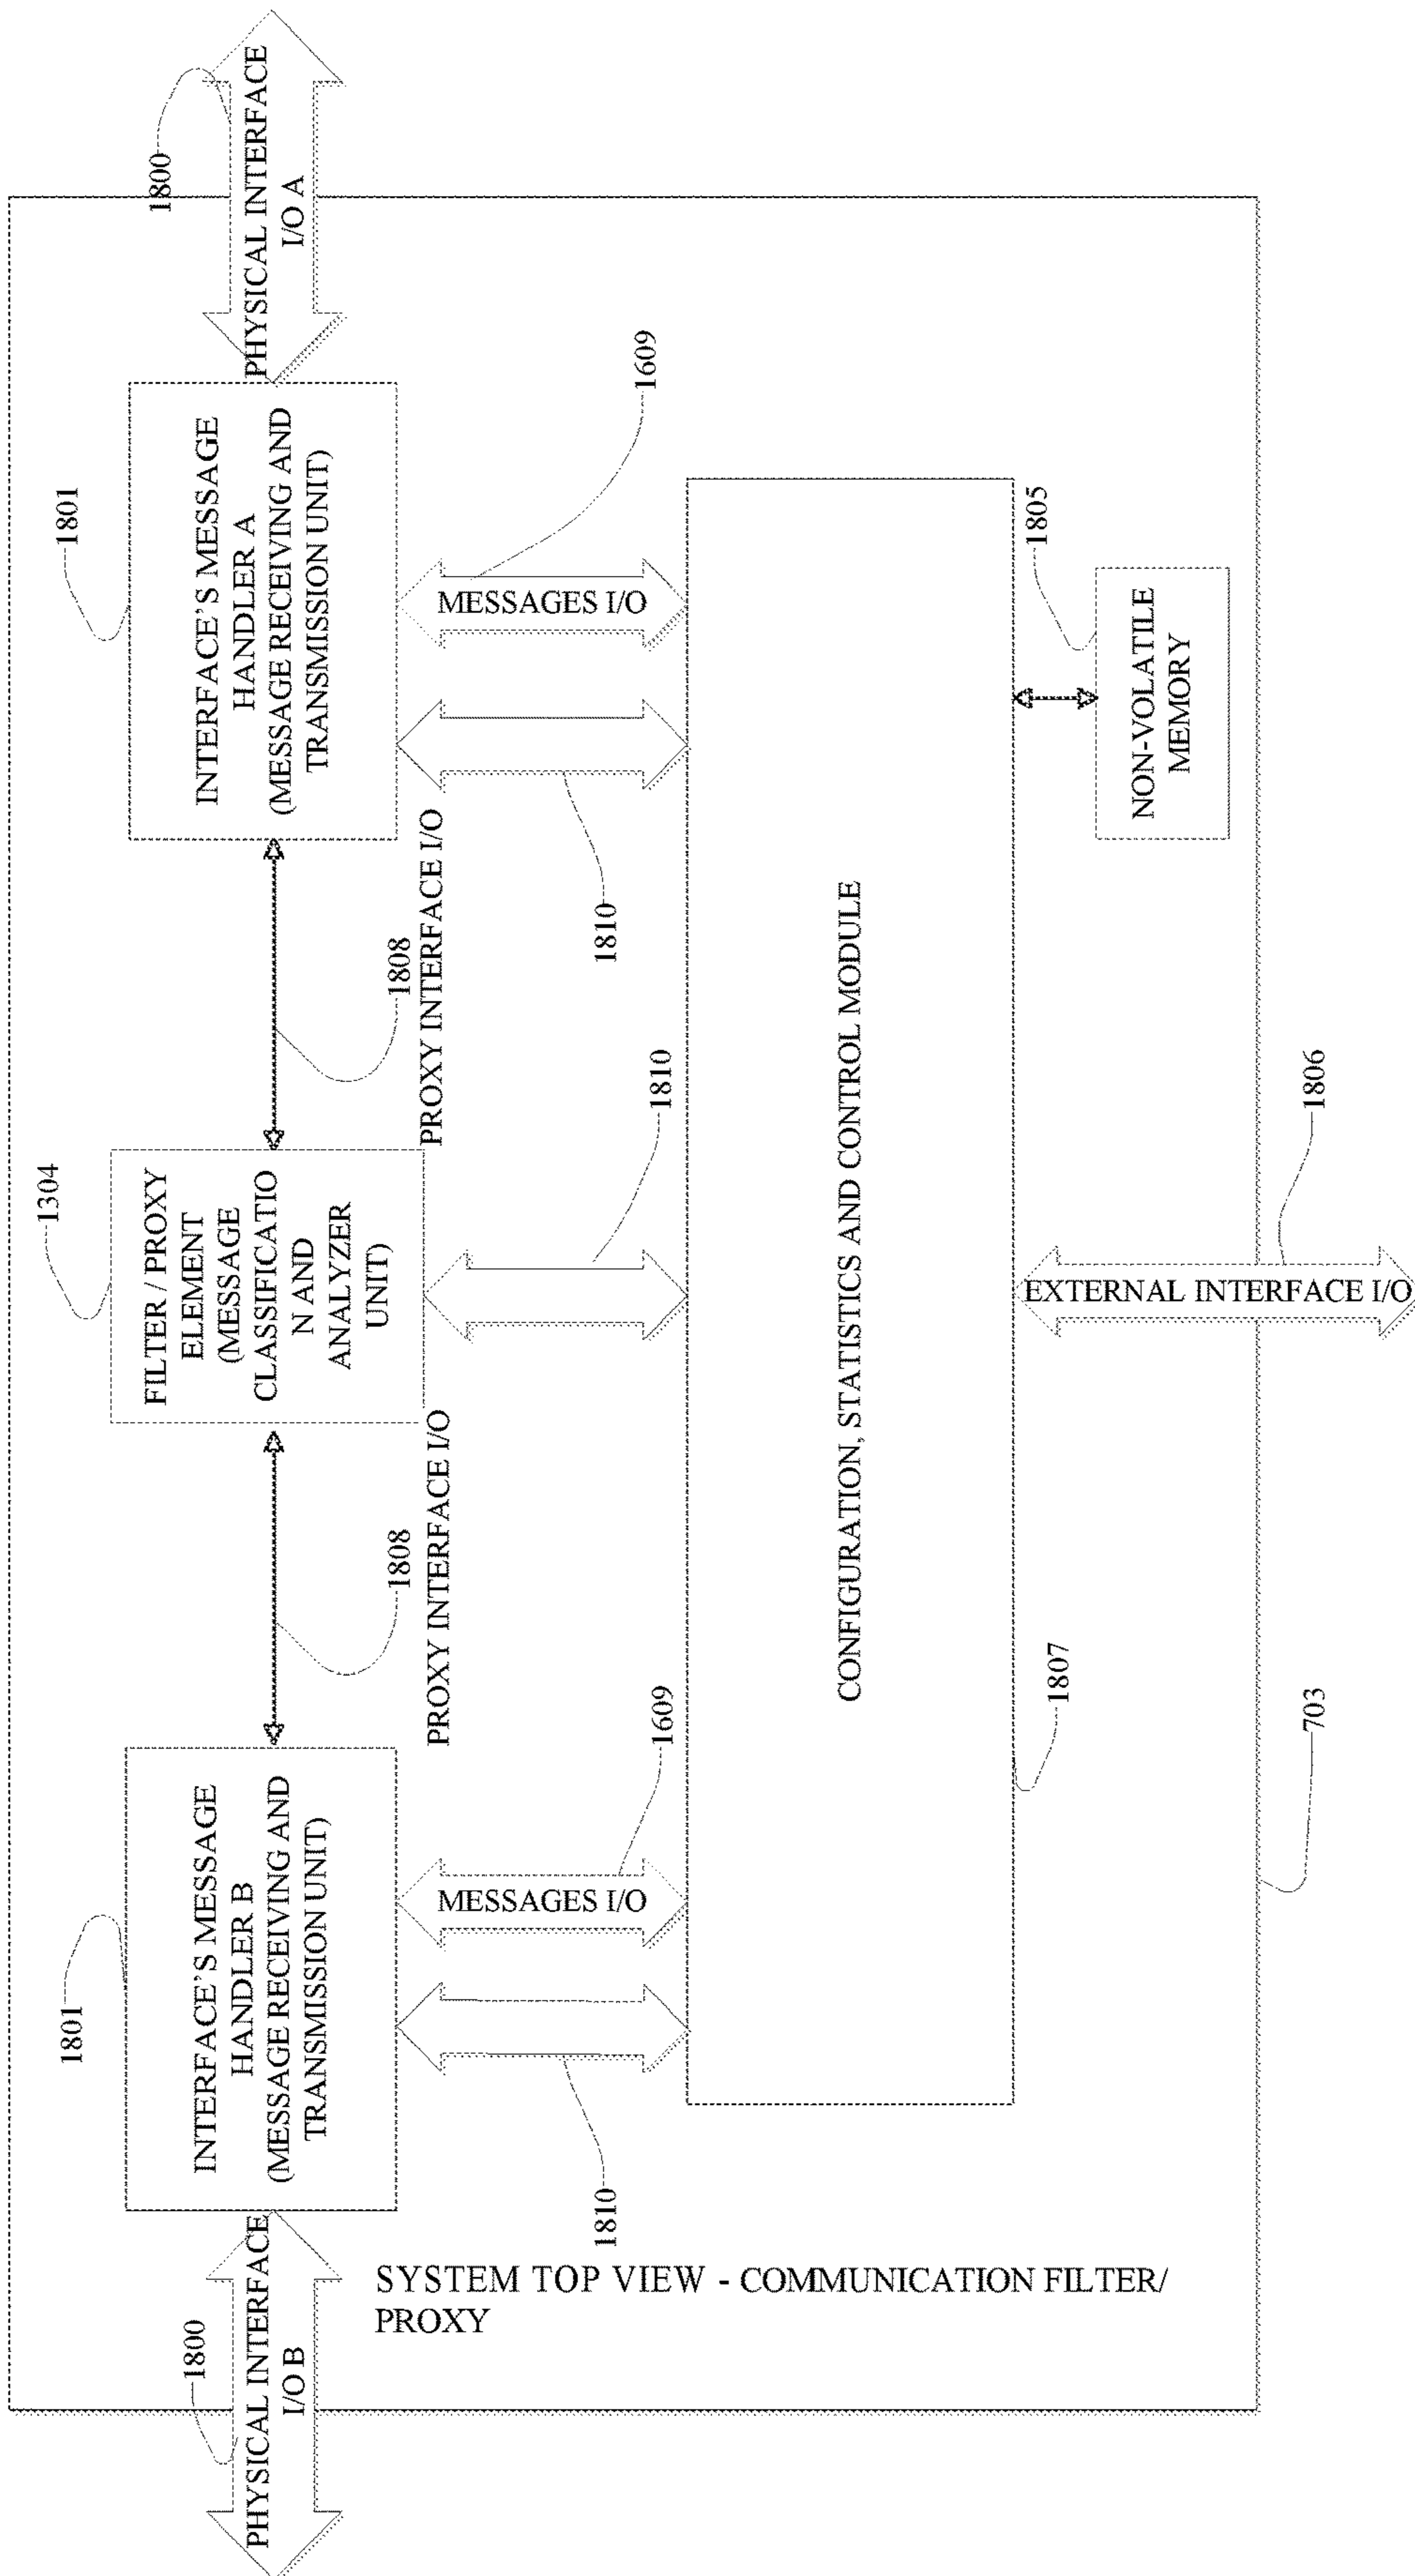 1800
PHYSICAL INTERFACE
I/O B
1801
INTERFACE'S MESSAGE
HANDLER B
(MESSAGE RECEIVING AND
TRANSMISSION UNIT)
1808
PROXY INTERFACE I/O
1304
FILTER / PROXY
ELEMENT
(MESSAGE
CLASSIFICATIO
N AND
ANALYZER
UNIT)
1808
PROXY INTERFACE I/O
1801
INTERFACE'S MESSAGE
HANDLER A
(MESSAGE RECEIVING AND
TRANSMISSION UNIT)
1800
PHYSICAL INTERFACE
I/O A
SYSTEM TOP VIEW - COMMUNICATION FILTER/
PROXY
1810
MESSAGES I/O
1609
1810
1810
MESSAGES I/O
1609
CONFIGURATION, STATISTICS AND CONTROL MODULE
1807
1805
NON-VOLATILE
MEMORY
703
EXTERNAL INTERFACE I/O
1806